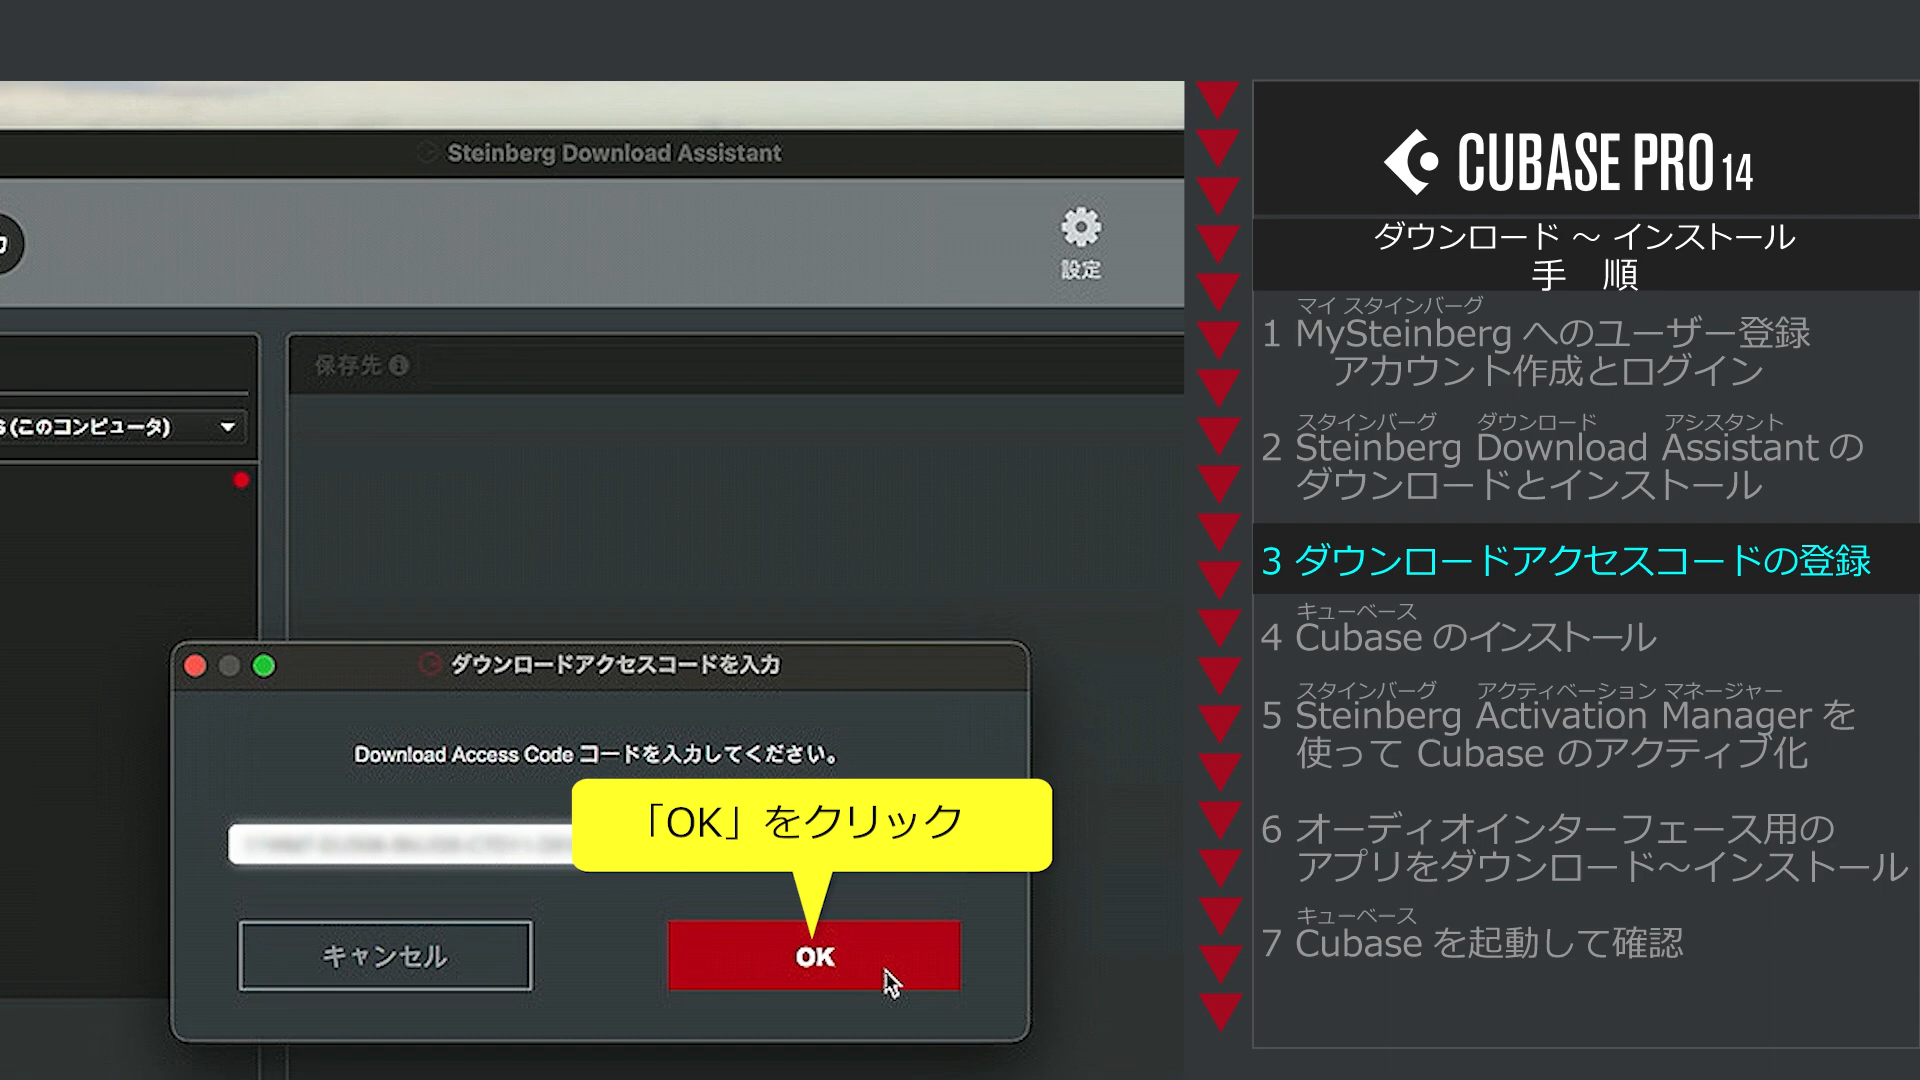 Steinberg Download Assistant
設定
保存先
(このコンピュータ)
ダウンロードアクセスコードを入力
Download Access Code コードを入力してください。
「OK」をクリック
キャンセル
OK
CUBASE PRO 14
ダウンロード ～ インストール
手 順
マイ スタインバーグ
1 MySteinberg へのユーザー登録
アカウント作成とログイン
スタインバーグ ダウンロード アシスタント
2 Steinberg Download Assistant の
ダウンロードとインストール
3 ダウンロードアクセスコードの登録
キューベース
4 Cubase のインストール
スタインバーグ アクティベーション マネージャー
5 Steinberg Activation Manager を
使って Cubase のアクティブ化
6 オーディオインターフェース用の
アプリをダウンロード～インストール
キューベース
7 Cubase を起動して確認